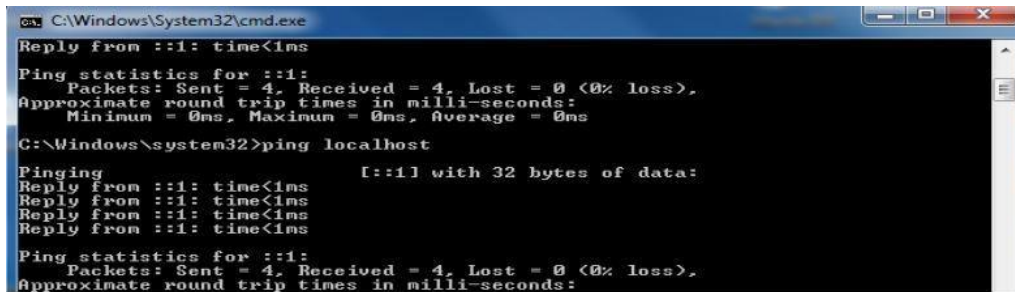 C:\Windows\System32\cmd.exe
Reply from ::1: time<1ms
Ping statistics for ::1:
Packets: Sent = 4, Received = 4, Lost = 0 (0% loss),
Approximate round trip times in milli-seconds:
Minimum = 0ms, Maximum = 0ms, Average = 0ms
C:\Windows\system32>ping localhost
Pinging [::1] with 32 bytes of data:
Reply from ::1: time<1ms
Reply from ::1: time<1ms
Reply from ::1: time<1ms
Reply from ::1: time<1ms
Ping statistics for ::1:
Packets: Sent = 4, Received = 4, Lost = 0 (0% loss),
Approximate round trip times in milli-seconds: